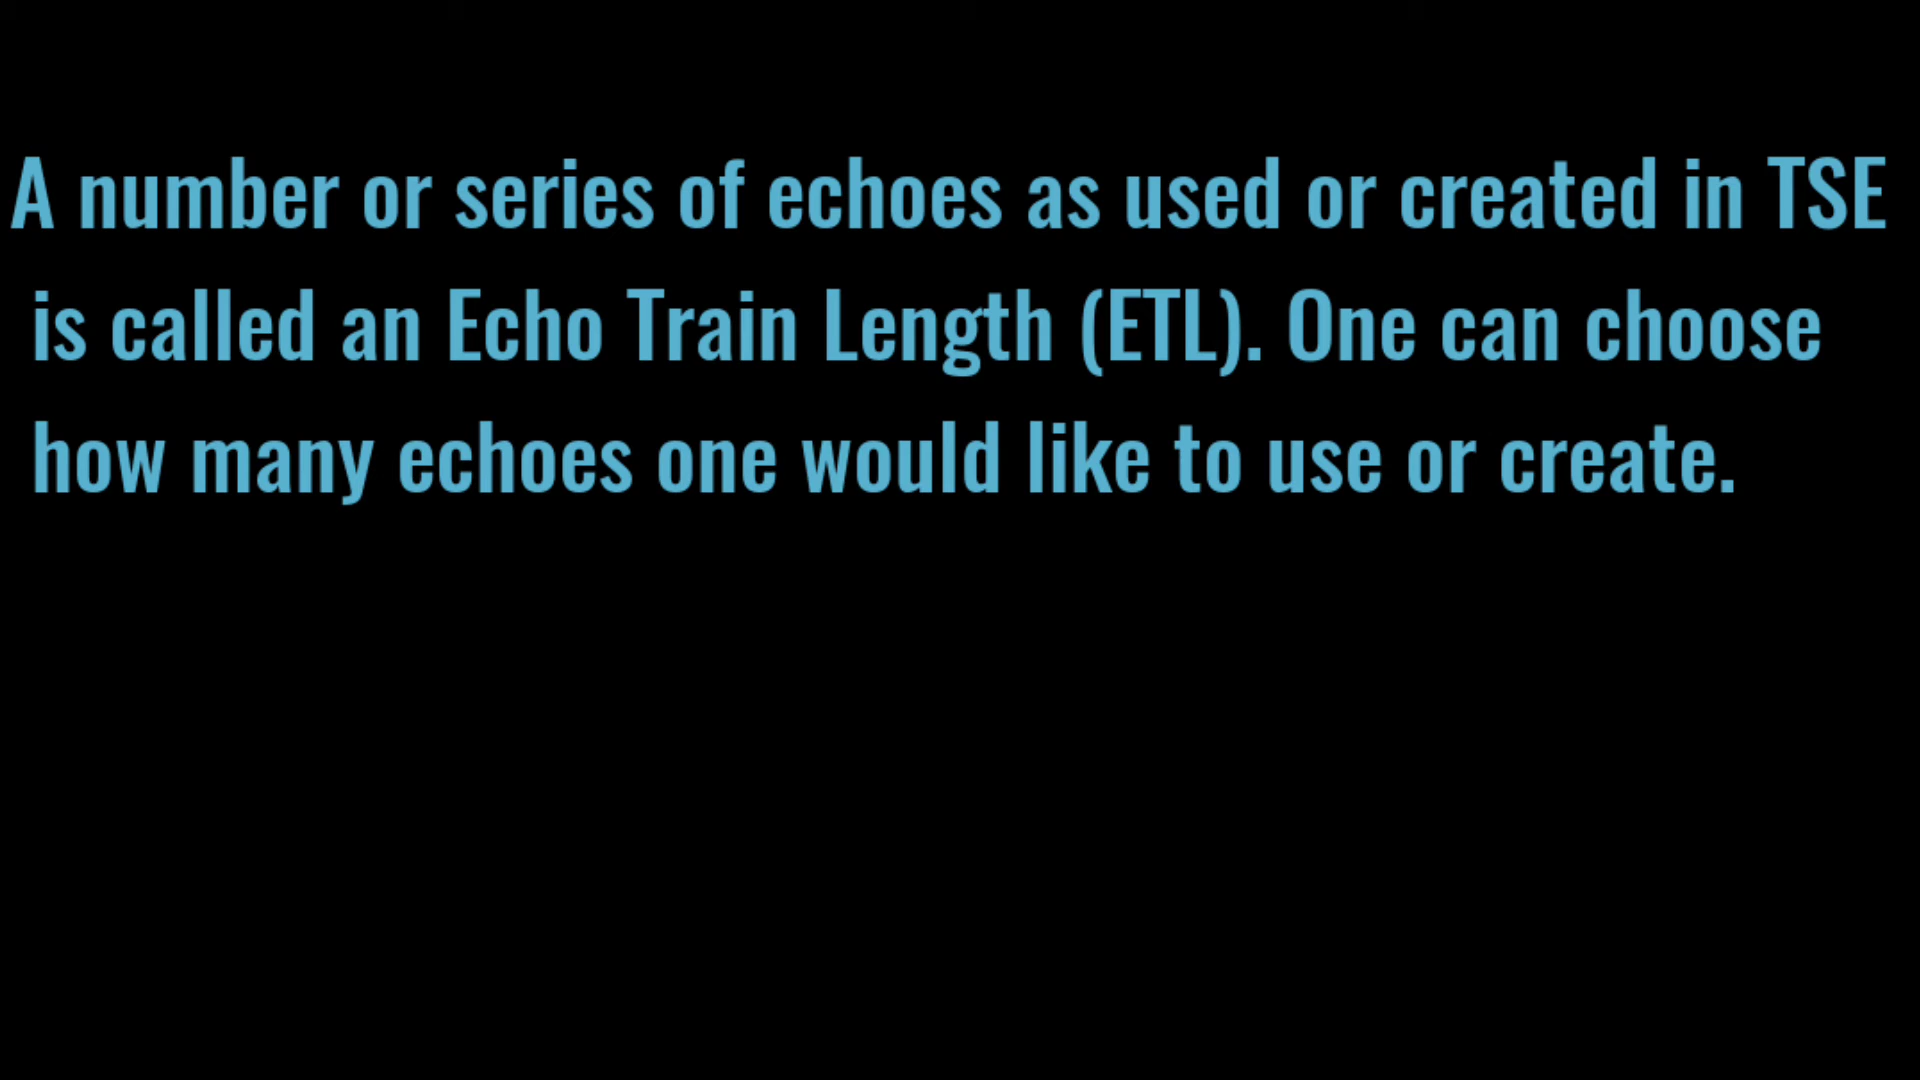 A number or series of echoes as used or created in TSE
is called an Echo Train Length (ETL). One can choose
how many echoes one would like to use or create.